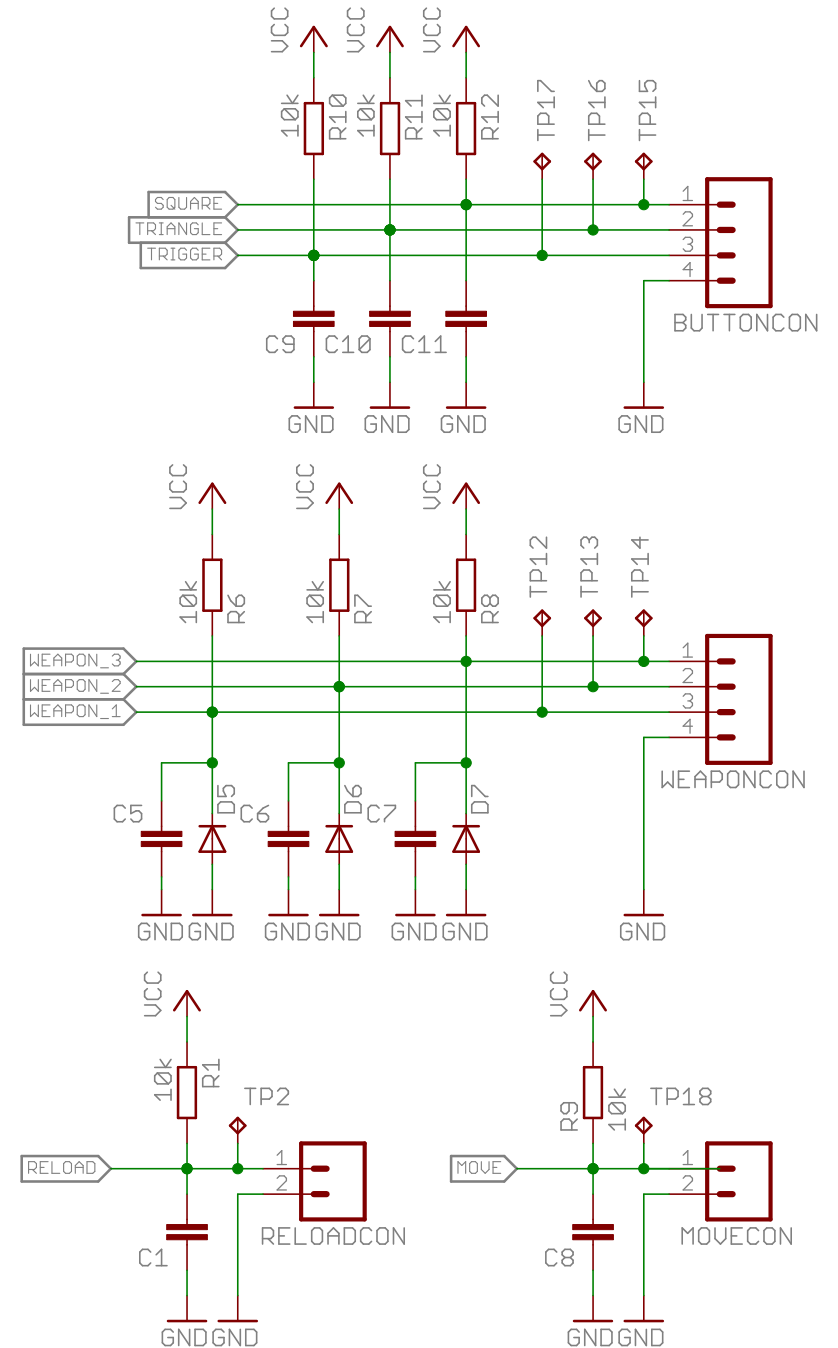 VCC VCC VCC
10k R10 10k R11 10k R12 TP17 TP16 TP15
SQUARE 1
TRIANGLE 2
TRIGGER 3
4
BUTTONCON
C9 C10 C11
GND GND GND GND
VCC VCC VCC
10k R6 10k R7 10k R8 TP12 TP13 TP14
WEAPON_3 1
WEAPON_2 2
WEAPON_1 3
4
WEAPONCON
C5 D5 C6 D6 C7 D7
GND GND GND GND GND GND GND
VCC VCC
10k R1 TP2 R9 10k TP18
RELOAD 1 MOVE 1
2 2
RELOADCON MOVECON
C1 C8
GND GND GND GND